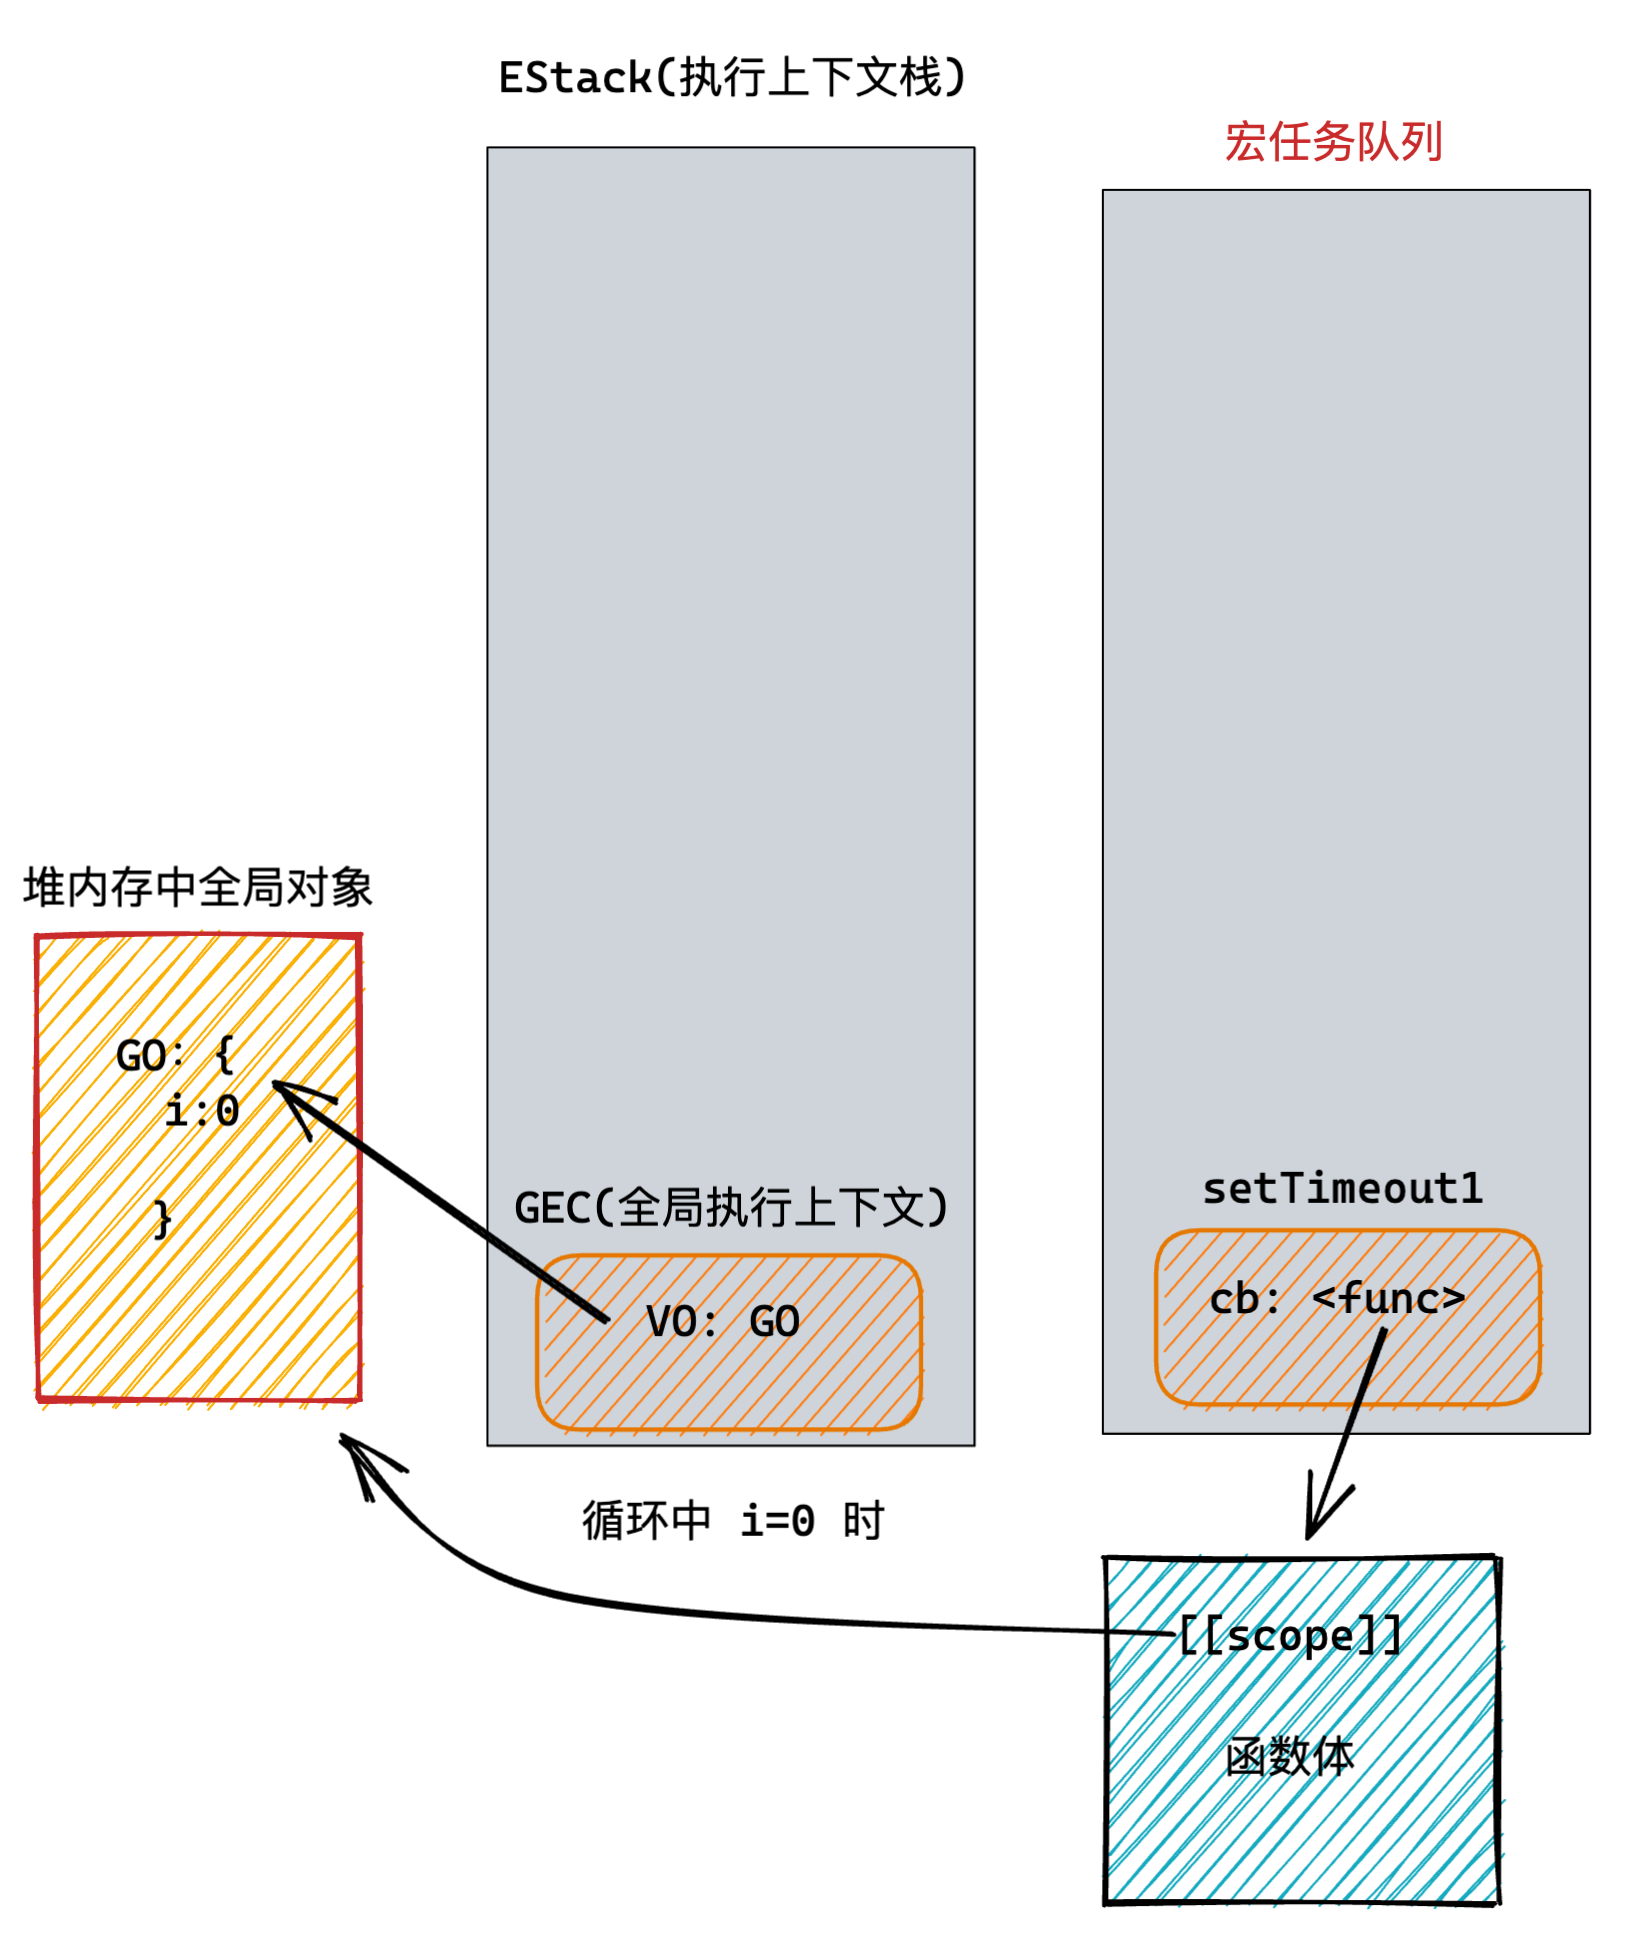 EStack(执行上下文栈)
宏任务队列
堆内存中全局对象
GO: {
i:0
}
GEC(全局执行上下文)
VO: GO
setTimeout1
cb: <func>
循环中 i=0 时
[[scope]]
函数体